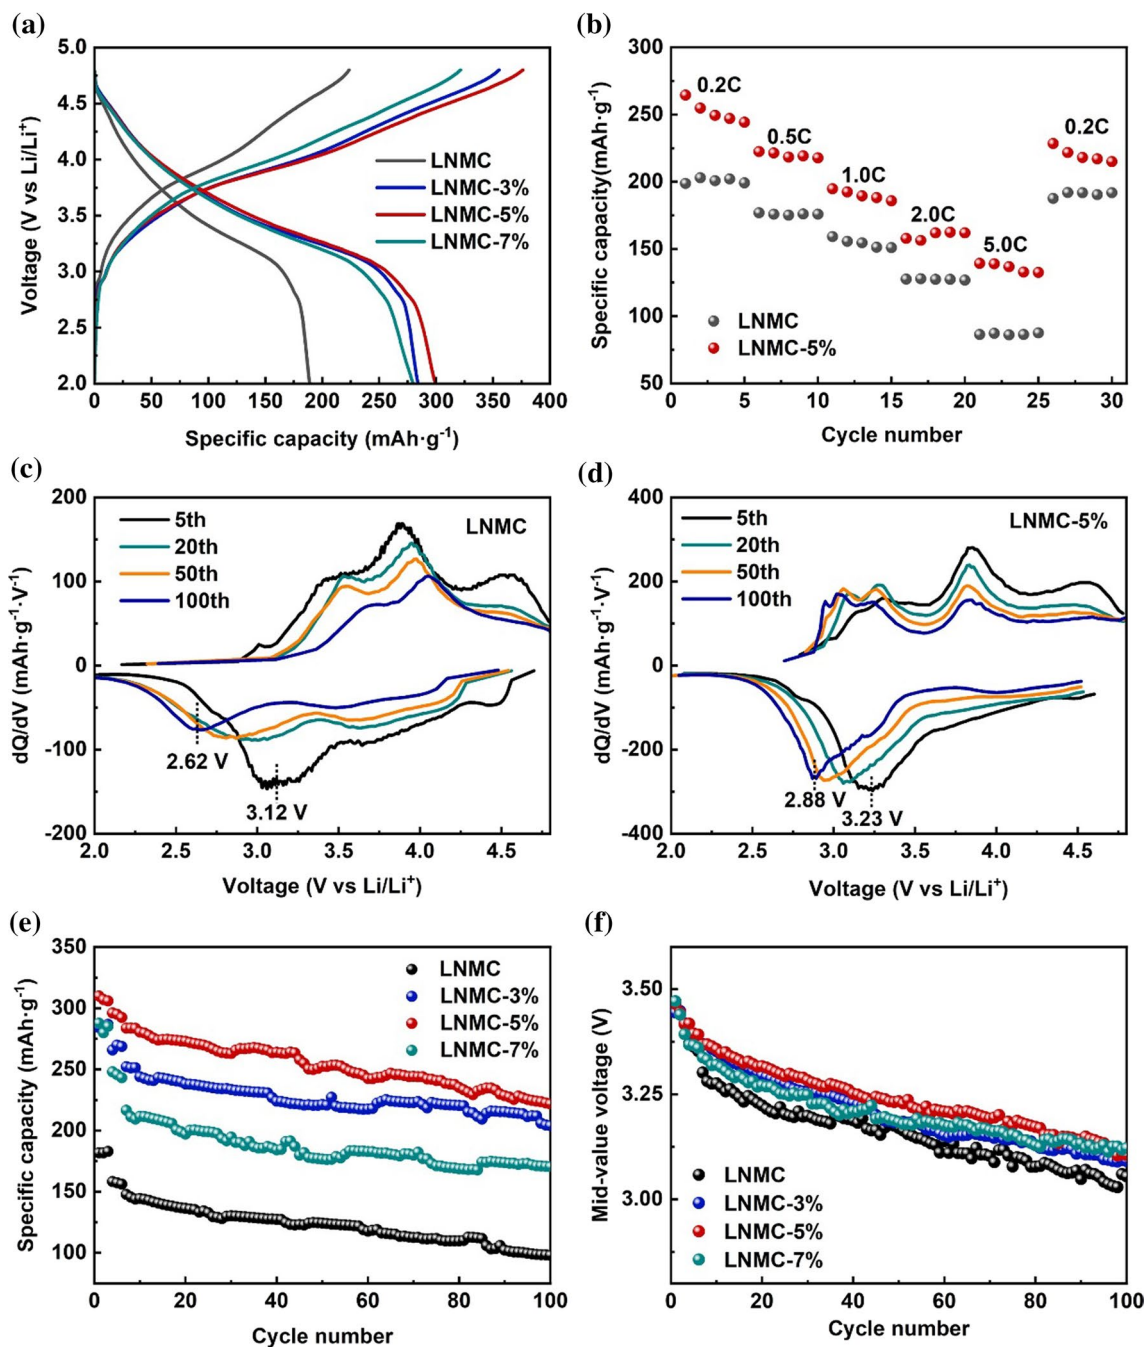 (a)
5.0
4.5
4.0
3.5
3.0
2.5
2.0
Voltage (V vs Li/Li⁺)
LNMC
LNMC-3%
LNMC-5%
LNMC-7%
0 50 100 150 200 250 300 350 400
Specific capacity (mAh·g⁻¹)
(b)
300
250
200
150
100
50
Specific capacity(mAh·g⁻¹)
0.2C
0.5C
1.0C
2.0C
5.0C
0.2C
LNMC
LNMC-5%
0 5 10 15 20 25 30
Cycle number
(c)
200
100
0
-100
-200
dQ/dV (mAh·g⁻¹·V⁻¹)
5th
20th
50th
100th
LNMC
2.62 V
3.12 V
2.0 2.5 3.0 3.5 4.0 4.5
Voltage (V vs Li/Li⁺)
(d)
400
200
0
-200
-400
dQ/dV (mAh·g⁻¹·V⁻¹)
5th
20th
50th
100th
LNMC-5%
2.88 V
3.23 V
2.0 2.5 3.0 3.5 4.0 4.5
Voltage (V vs Li/Li⁺)
(e)
350
300
250
200
150
100
Specific capacity (mAh·g⁻¹)
LNMC
LNMC-3%
LNMC-5%
LNMC-7%
0 20 40 60 80 100
Cycle number
(f)
3.50
3.25
3.00
Mid-value voltage (V)
LNMC
LNMC-3%
LNMC-5%
LNMC-7%
0 20 40 60 80 100
Cycle number